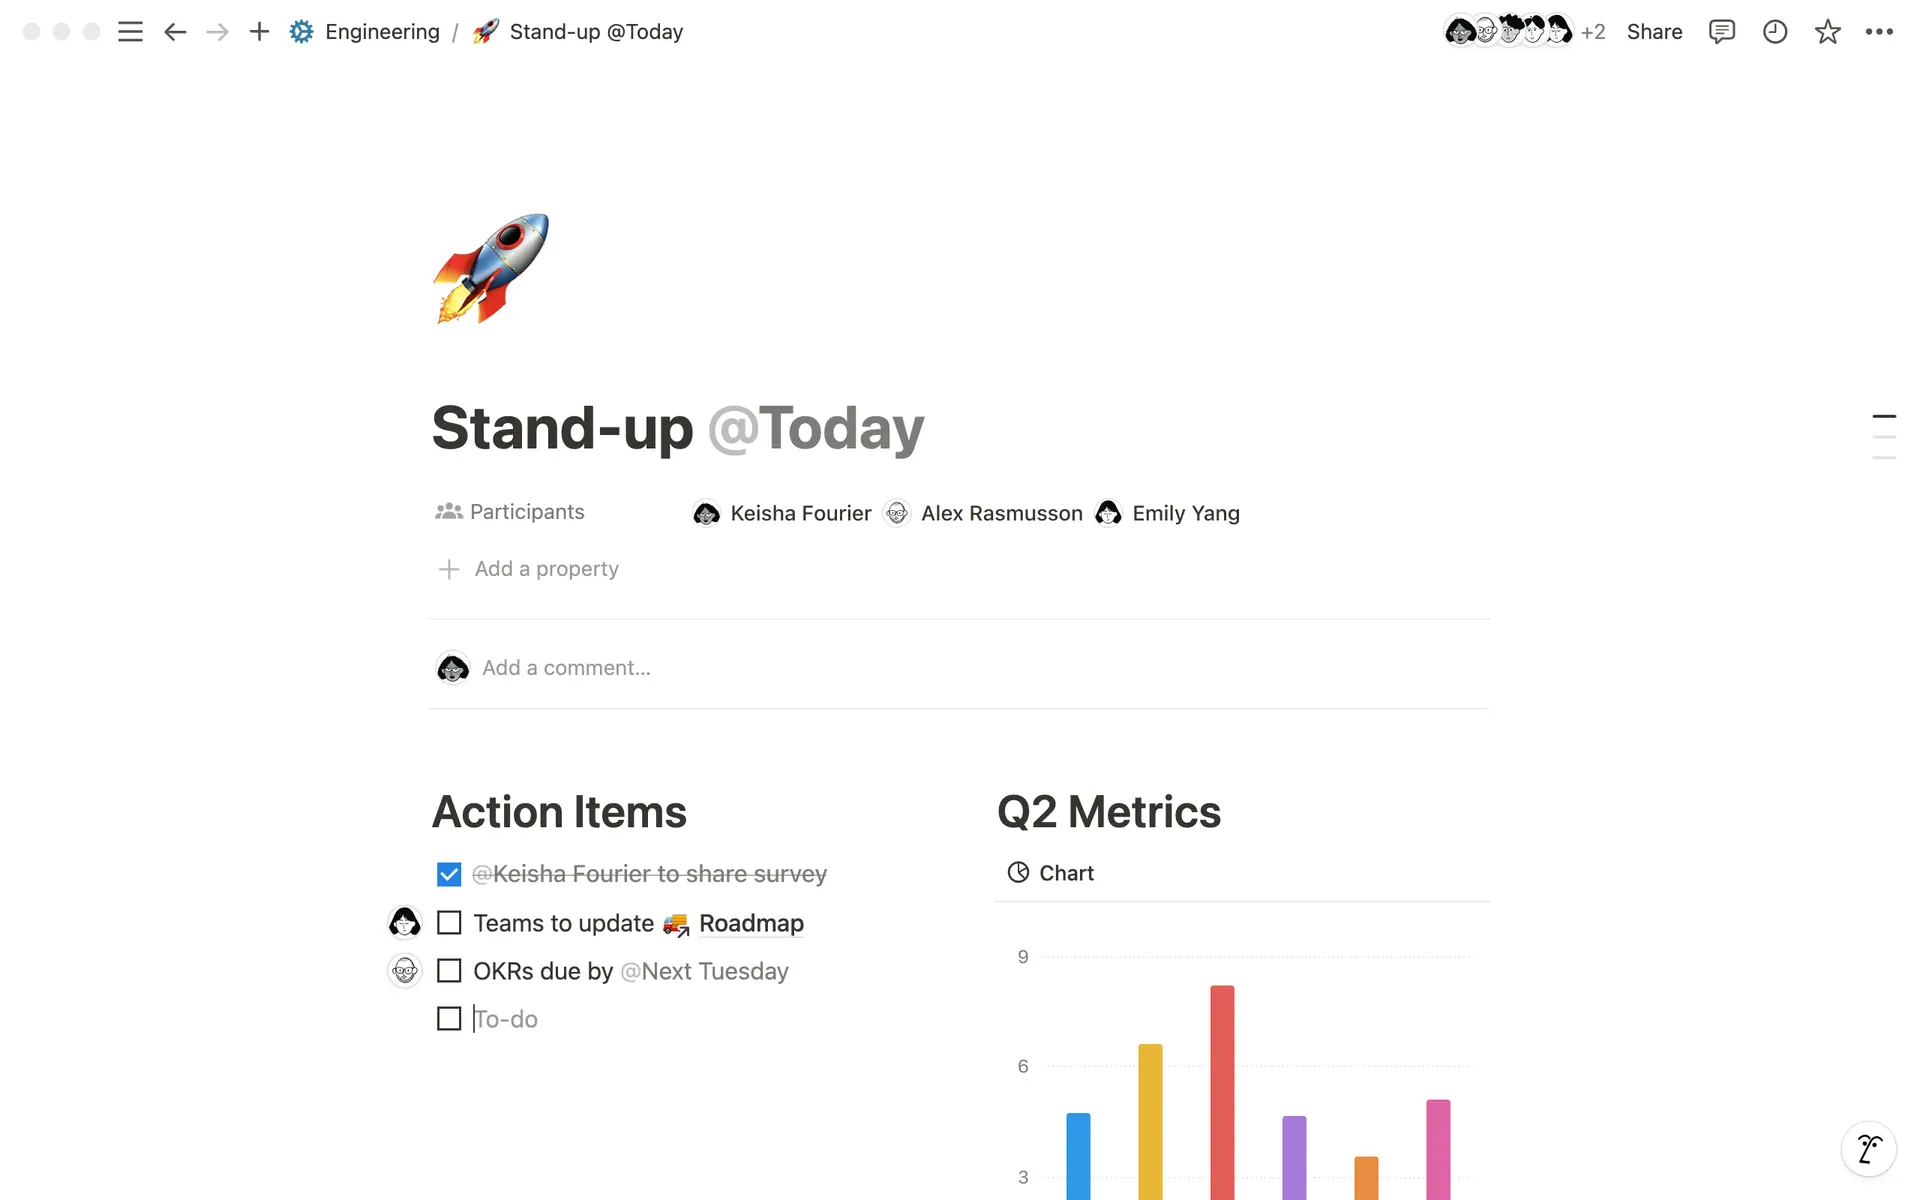 Engineering / Stand-up @Today
+2 Share
Stand-up @Today
Participants Keisha Fourier Alex Rasmusson Emily Yang
Add a property
Add a comment...
Action Items
@Keisha Fourier to share survey
Teams to update Roadmap
OKRs due by @Next Tuesday
To-do
Q2 Metrics
Chart
9
6
3